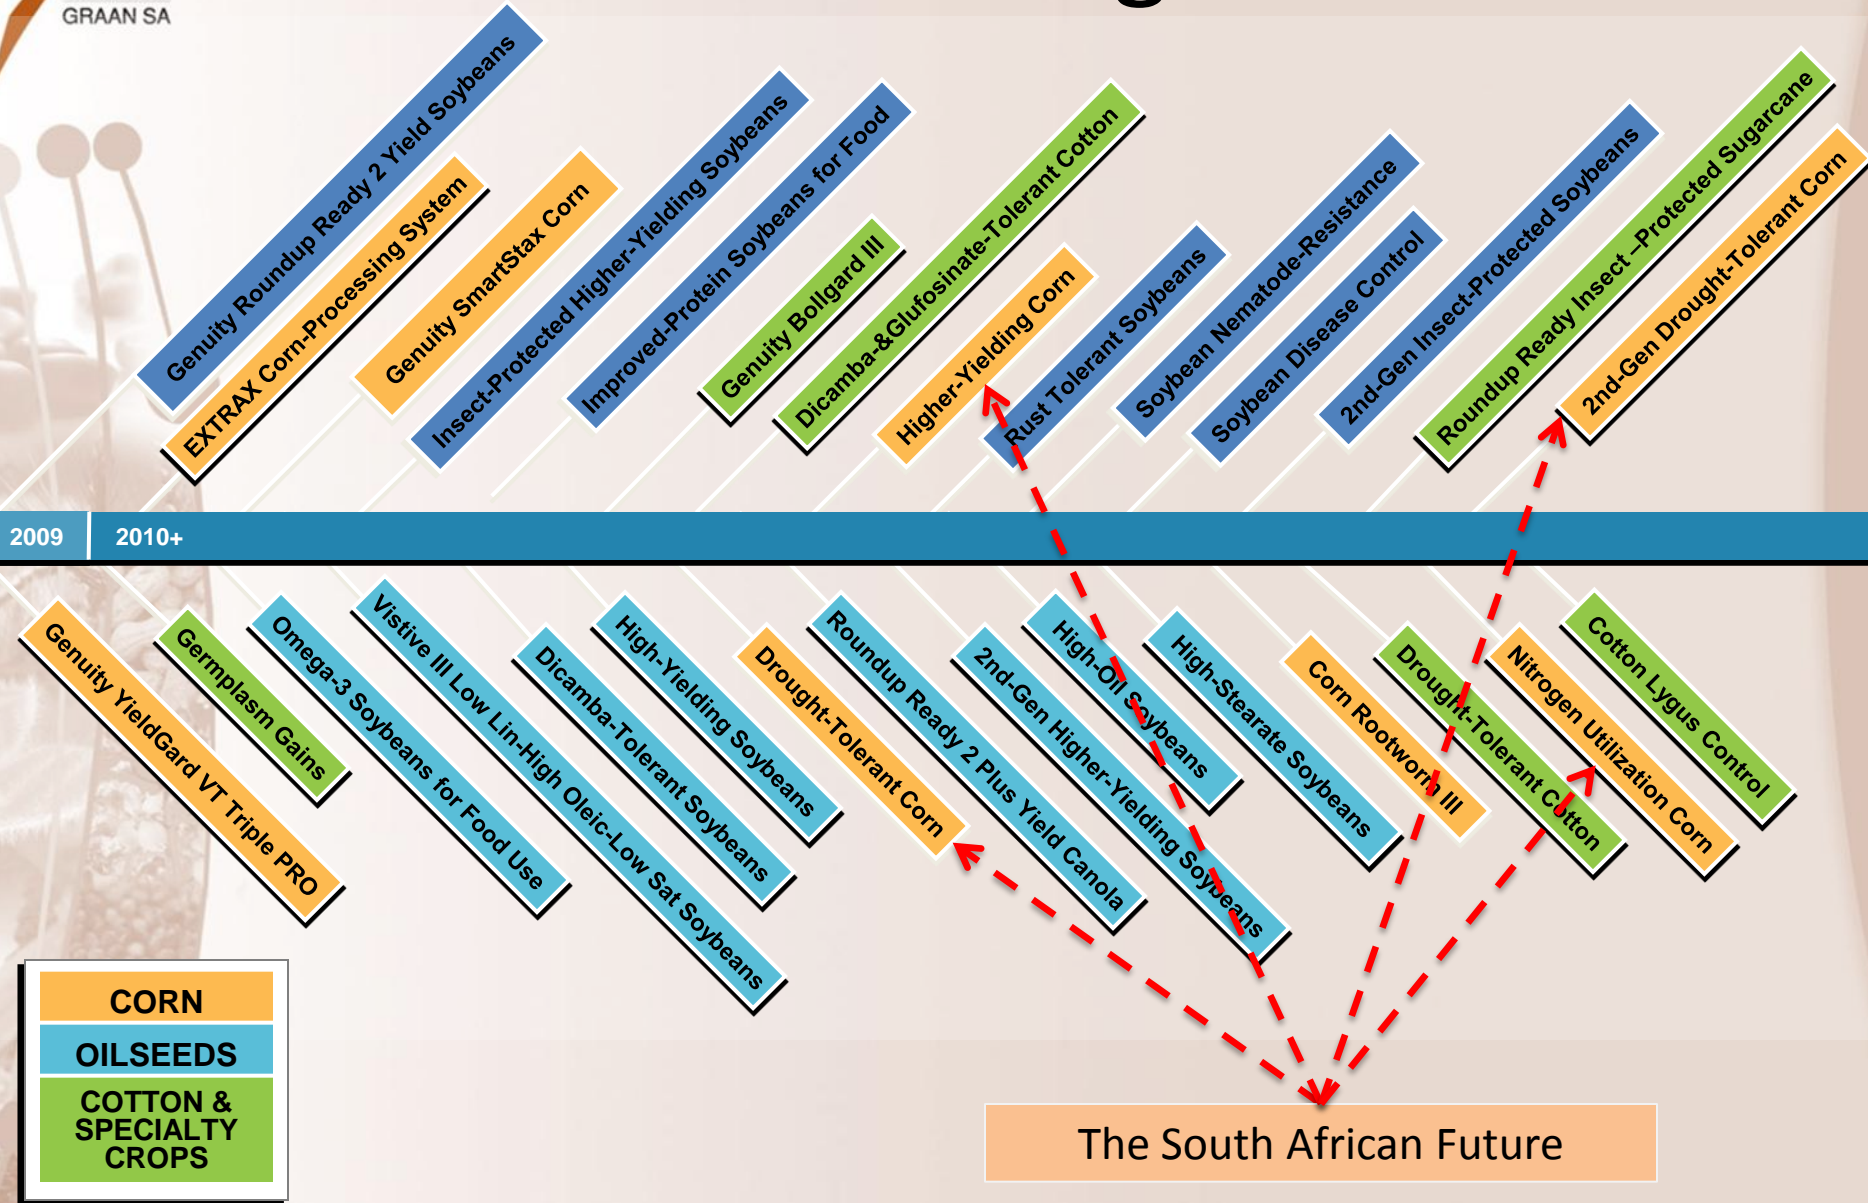 GRAAN SA
Genuity Roundup Ready 2 Yield Soybeans
EXTRAX Corn-Processing System
Genuity SmartStax Corn
Insect-Protected Higher-Yielding Soybeans
Improved-Protein Soybeans for Food
Genuity Bollgard III
Dicamba-&Glufosinate-Tolerant Cotton
Higher-Yielding Corn
Rust Tolerant Soybeans
Soybean Nematode-Resistance
Soybean Disease Control
2nd-Gen Insect-Protected Soybeans
Roundup Ready Insect –Protected Sugarcane
2nd-Gen Drought-Tolerant Corn
2009
2010+
Genuity YieldGard VT Triple PRO
Germplasm Gains
Omega-3 Soybeans for Food Use
Vistive III Low Lin-High Oleic-Low Sat Soybeans
Dicamba-Tolerant Soybeans
High-Yielding Soybeans
Drought-Tolerant Corn
Roundup Ready 2 Plus Yield Canola
2nd-Gen Higher-Yielding Soybeans
High-Oil Soybeans
High-Stearate Soybeans
Corn Rootworm III
Drought-Tolerant Cotton
Nitrogen Utilization Corn
Cotton Lygus Control
CORN
OILSEEDS
COTTON &
SPECIALTY
CROPS
The South African Future